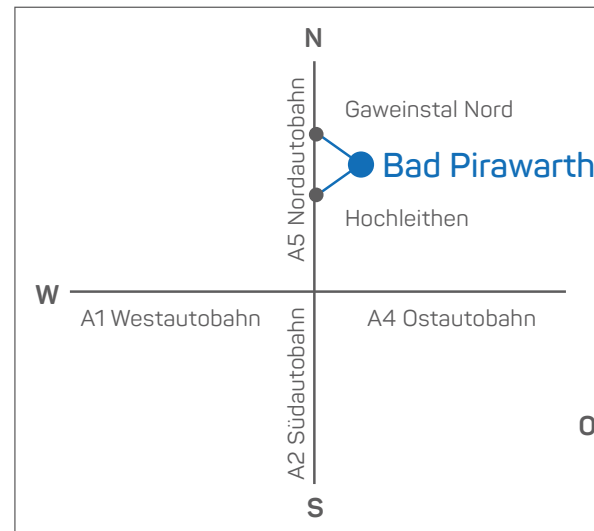 N
A5 Nordautobahn
Gaweinstal Nord
Bad Pirawarth
Hochleithen
W
A1 Westautobahn
A4 Ostautobahn
A2 Südautobahn
O
S